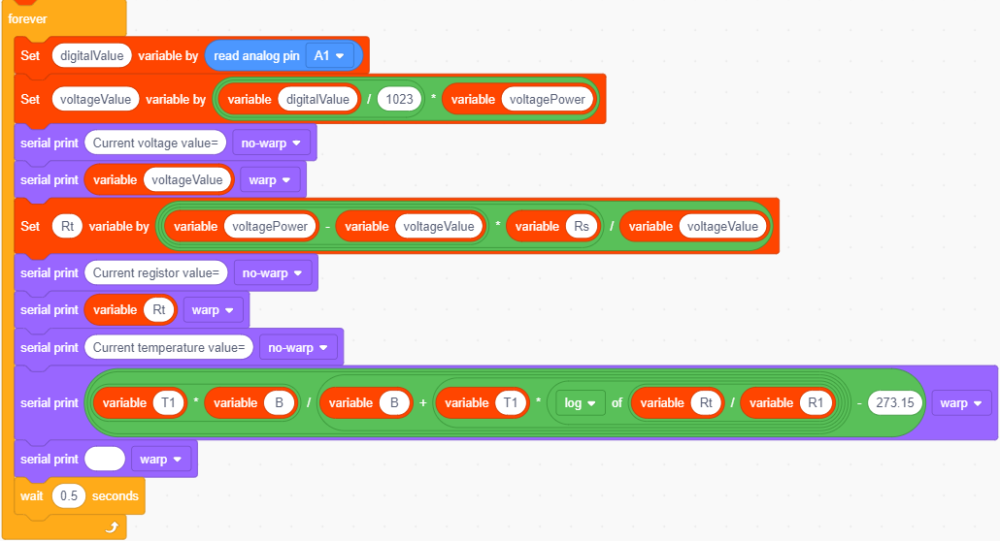 forever
Set digitalValue variable by read analog pin A1
Set voltageValue variable by variable digitalValue / 1023 * variable voltagePower
serial print Current voltage value= no-warp
serial print variable voltageValue warp
Set Rt variable by variable voltagePower - variable voltageValue * variable Rs / variable voltageValue
serial print Current registor value= no-warp
serial print variable Rt warp
serial print Current temperature value= no-warp
serial print variable T1 * variable B / variable B + variable T1 * log of variable Rt / variable R1 - 273.15 warp
serial print warp
wait 0.5 seconds